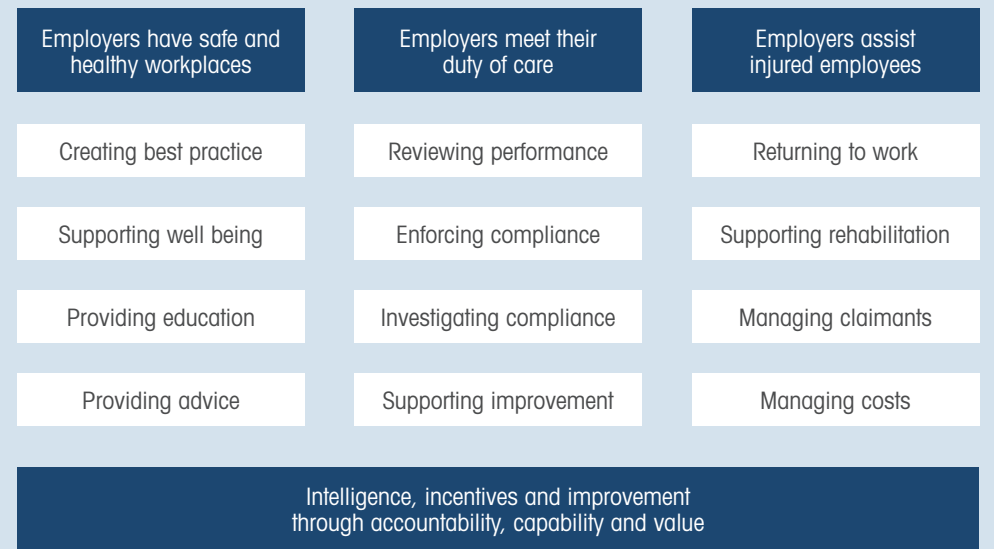 Employers have safe and
healthy workplaces
Creating best practice
Supporting well being
Providing education
Providing advice
Employers meet their
duty of care
Reviewing performance
Enforcing compliance
Investigating compliance
Supporting improvement
Employers assist
injured employees
Returning to work
Supporting rehabilitation
Managing claimants
Managing costs
Intelligence, incentives and improvement
through accountability, capability and value